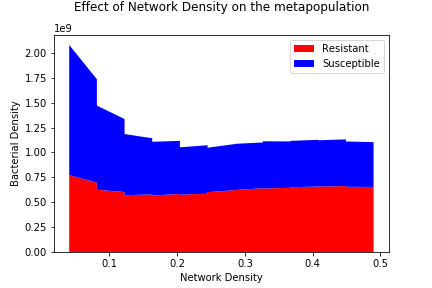 Effect of Network Density on the metapopulation
1e9
Resistant
Susceptible
2.00
1.75
1.50
1.25
1.00
0.75
0.50
0.25
0.00
Bacterial Density
0.1 0.2 0.3 0.4 0.5
Network Density